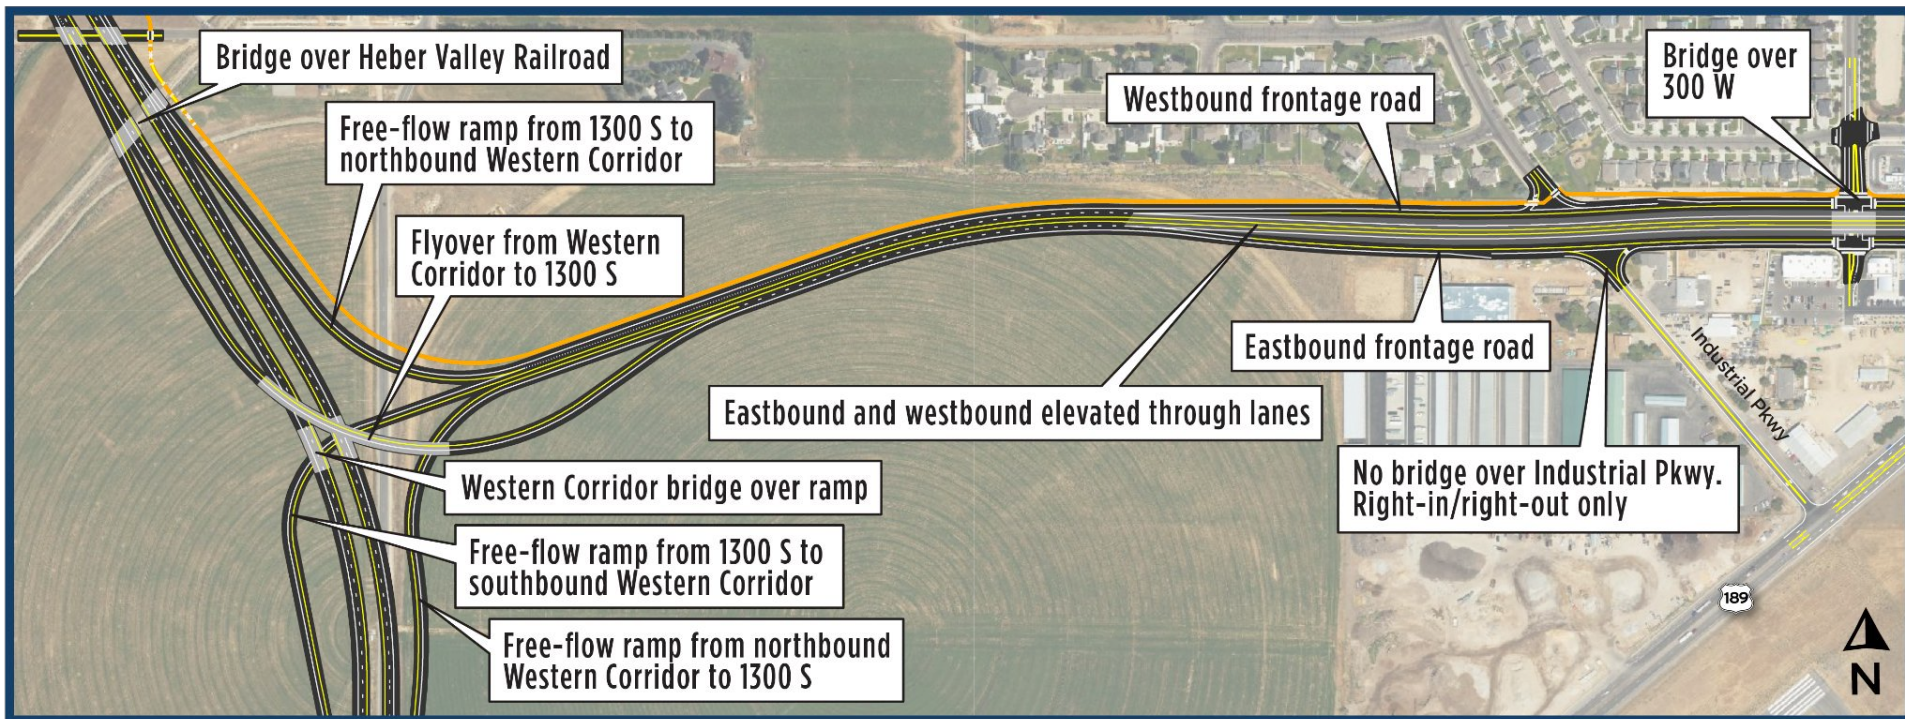 Bridge over Heber Valley Railroad
Free-flow ramp from 1300 S to
northbound Western Corridor
Flyover from Western
Corridor to 1300 S
Westbound frontage road
Bridge over
300 W
Eastbound frontage road
Eastbound and westbound elevated through lanes
Industrial Pkwy
No bridge over Industrial Pkwy.
Right-in/right-out only
Western Corridor bridge over ramp
Free-flow ramp from 1300 S to
southbound Western Corridor
Free-flow ramp from northbound
Western Corridor to 1300 S
189
N